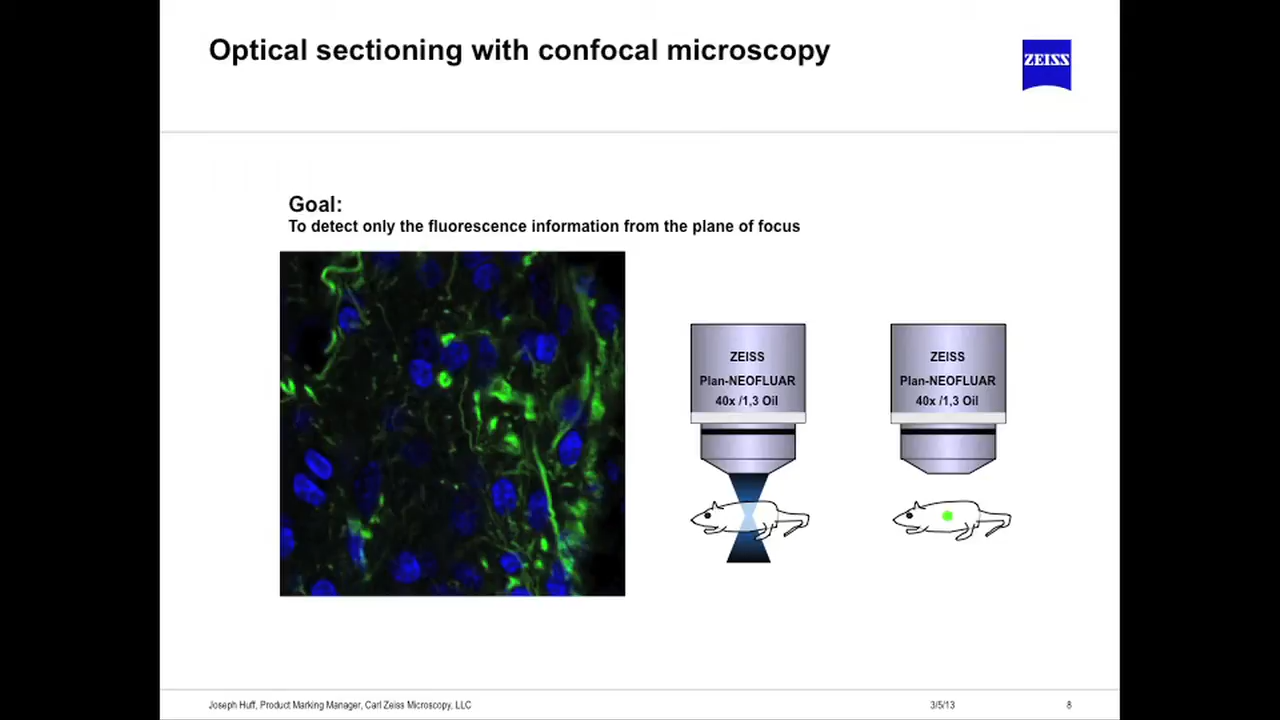 Optical sectioning with confocal microscopy
ZEISS
Goal:
To detect only the fluorescence information from the plane of focus
ZEISS
Plan-NEOFLUAR
40x /1,3 Oil
ZEISS
Plan-NEOFLUAR
40x /1,3 Oil
Joseph Huff, Product Marking Manager, Carl Zeiss Microscopy, LLC
3/5/13
8